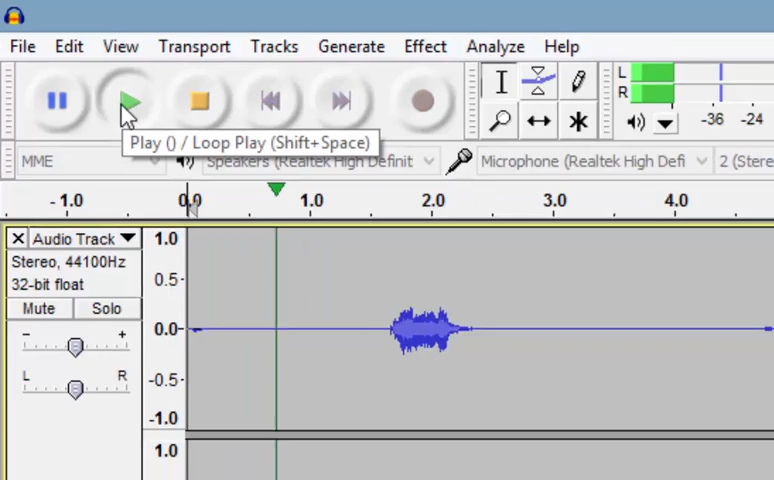 File Edit View Transport Tracks Generate Effect Analyze Help
L
R
-36 -24
Play () / Loop Play (Shift+Space)
MME Speakers (Realtek High Definit Microphone (Realtek High Defi 2 (Stere
-1.0 0.0 1.0 2.0 3.0 4.0
Audio Track 1.0
Stereo, 44100Hz
32-bit float 0.5
Mute Solo
- + 0.0
L R -0.5
-1.0
1.0